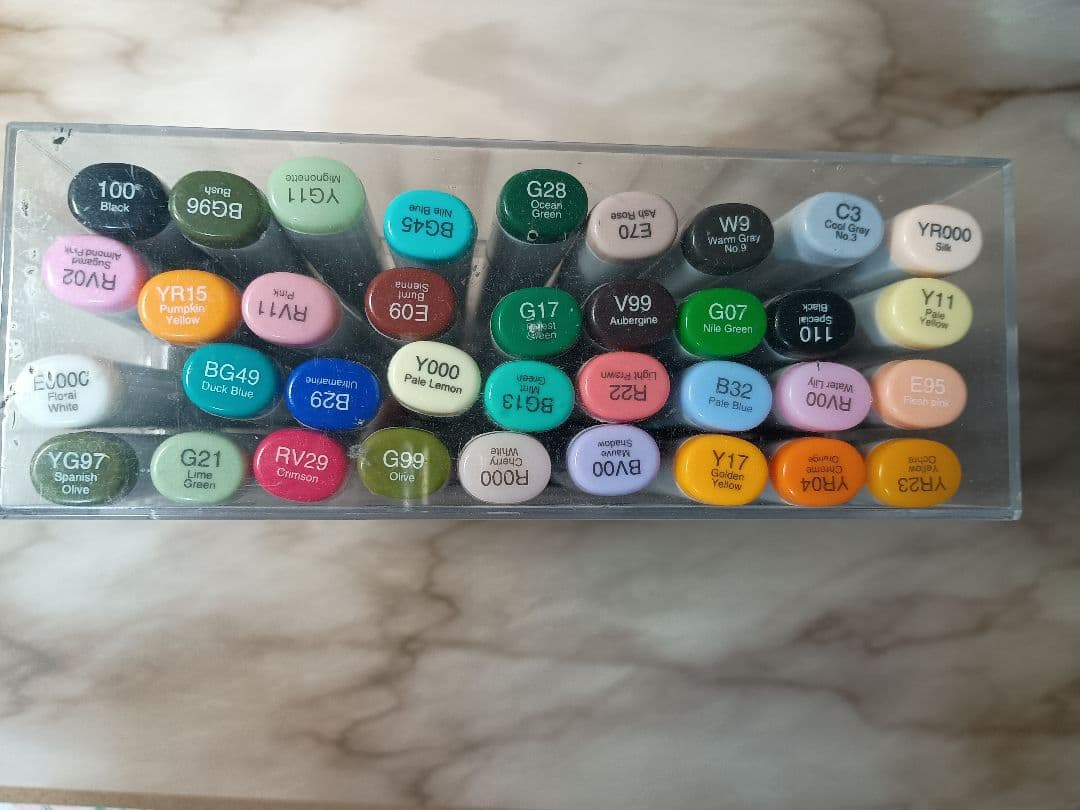 100
Black
BG96
Bush
YG11
Mignonette
BG45
Nile Blue
G28
Ocean
Green
E70
Ash Rose
W9
Warm Gray
No.9
C3
Cool Gray
No.3
YR000
Silk
RV02
Sugared
Almond Pink
YR15
Pumpkin
Yellow
RV11
Pink
E09
Burnt
Sienna
G17
Forest
Green
V99
Aubergine
G07
Nile Green
110
Special
Black
Y11
Pale
Yellow
Floral
White
BG49
Duck Blue
B29
Ultramarine
Y000
Pale Lemon
BG13
Mint
Green
R22
Light Prawn
B32
Pale Blue
RV00
Water Lily
E95
Flesh pink
YG97
Spanish
Olive
G21
Lime
Green
RV29
Crimson
G99
Olive
R000
Cherry
White
BV00
Mauve
Shadow
Y17
Golden
Yellow
YR04
Chrome
Orange
YR23
Yellow
Ochre